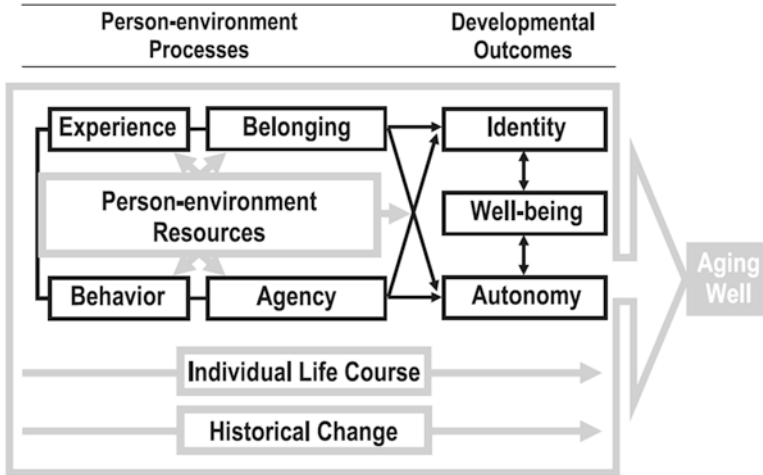 Person-environment Processes
Developmental Outcomes
Experience
Belonging
Identity
Person-environment
Resources
Well-being
Aging
Well
Behavior
Agency
Autonomy
Individual Life Course
Historical Change